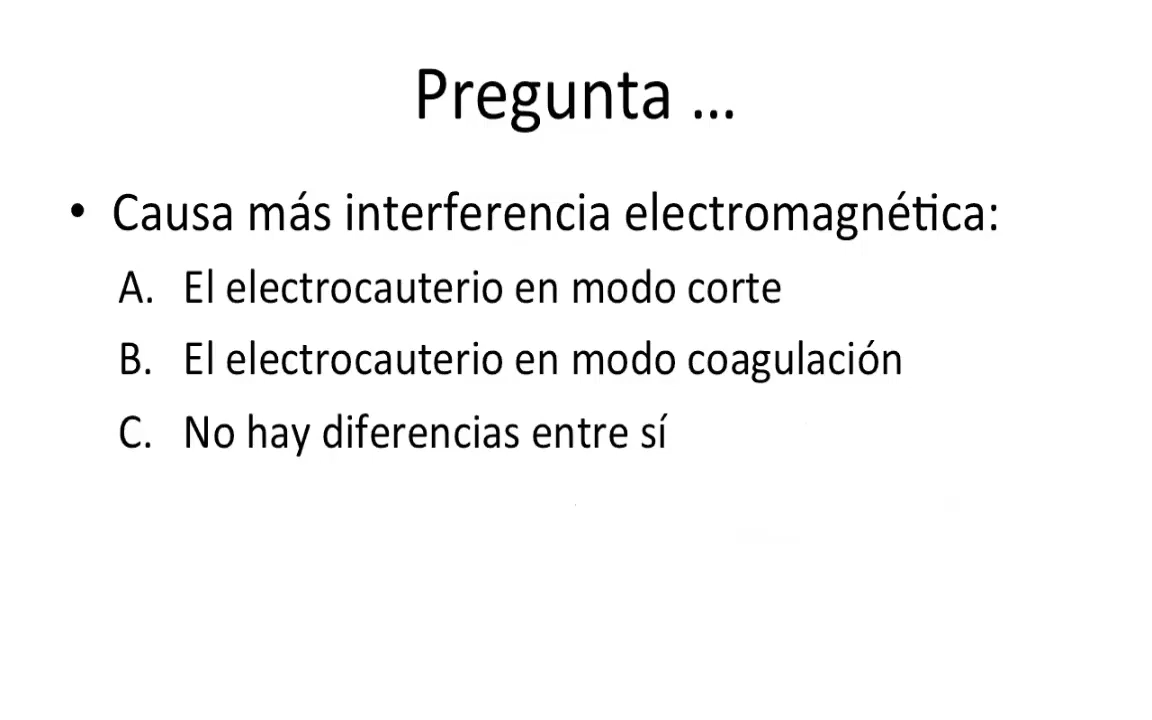 Pregunta ...
• Causa más interferencia electromagnética:
A. El electrocauterio en modo corte
B. El electrocauterio en modo coagulación
C. No hay diferencias entre sí